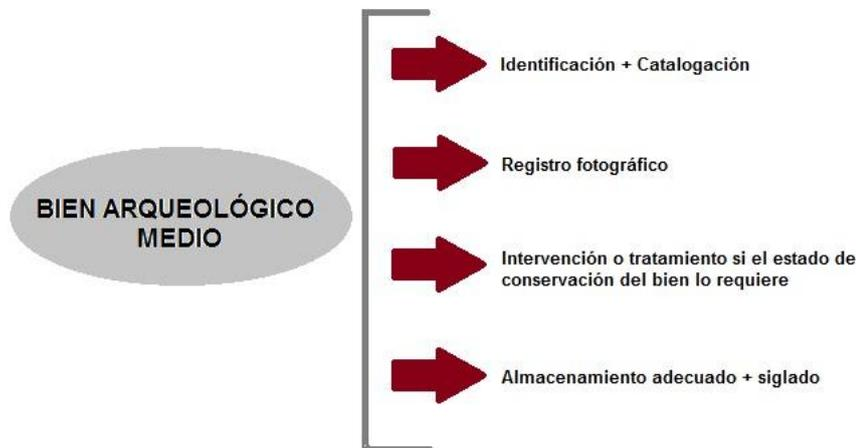 BIEN ARQUEOLÓGICO
MEDIO
Identificación + Catalogación
Registro fotográfico
Intervención o tratamiento si el estado de
conservación del bien lo requiere
Almacenamiento adecuado + siglado